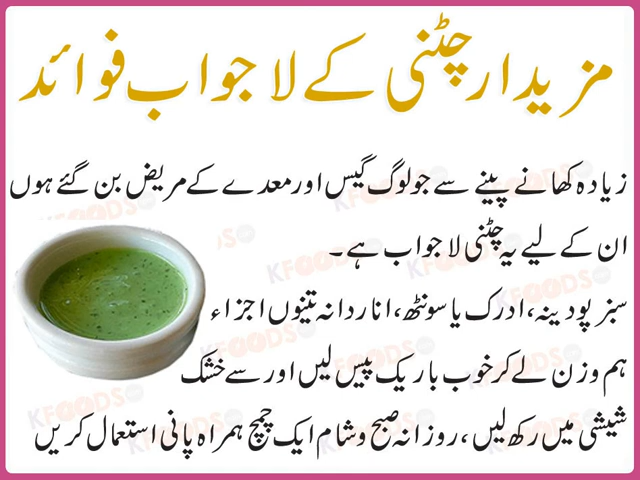 مزیدار چٹنی کے لاجواب فوائد
زیادہ کھانے پینے سے جو لوگ گیس اور معدے کے مریض بن گئے ہوں
ان کے لیے یہ چٹنی لاجواب ہے۔
سبز پودینہ، ادرک یا سونٹھ، انار دانہ تینوں اجزاء
ہم وزن لے کر خوب باریک پیس لیں اور سے خشک
شیشی میں رکھ لیں، روزانہ صبح و شام ایک چمچ ہمراہ پانی استعمال کریں
KFOODS